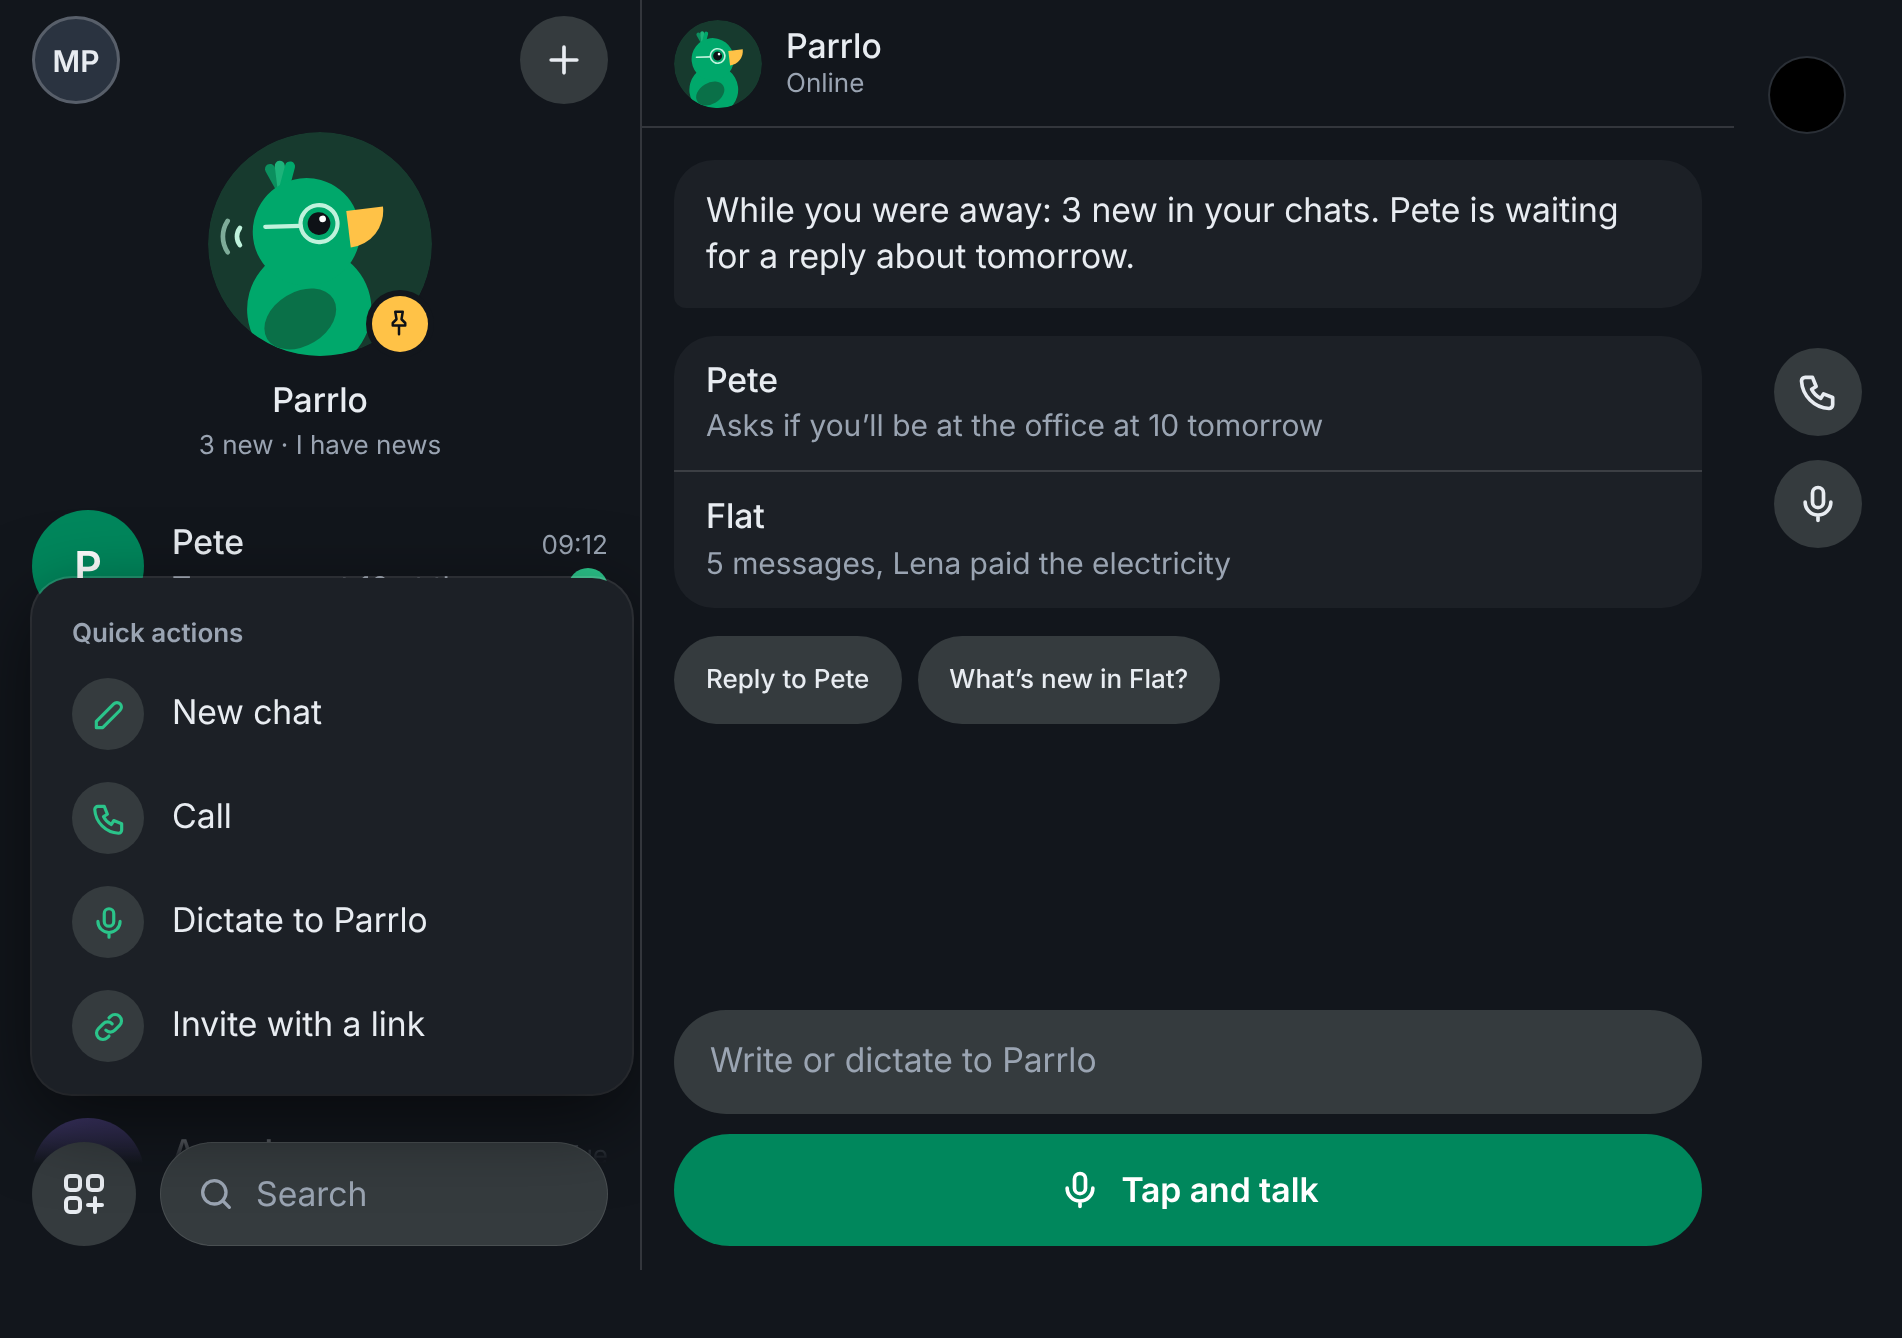 MP
Parrlo
3 new · I have news
Pete
09:12
P
Quick actions
New chat
Call
Dictate to Parrlo
Invite with a link
Search
Parrlo
Online
While you were away: 3 new in your chats. Pete is waiting
for a reply about tomorrow.
Pete
Asks if you’ll be at the office at 10 tomorrow
Flat
5 messages, Lena paid the electricity
Reply to Pete
What’s new in Flat?
Write or dictate to Parrlo
Tap and talk